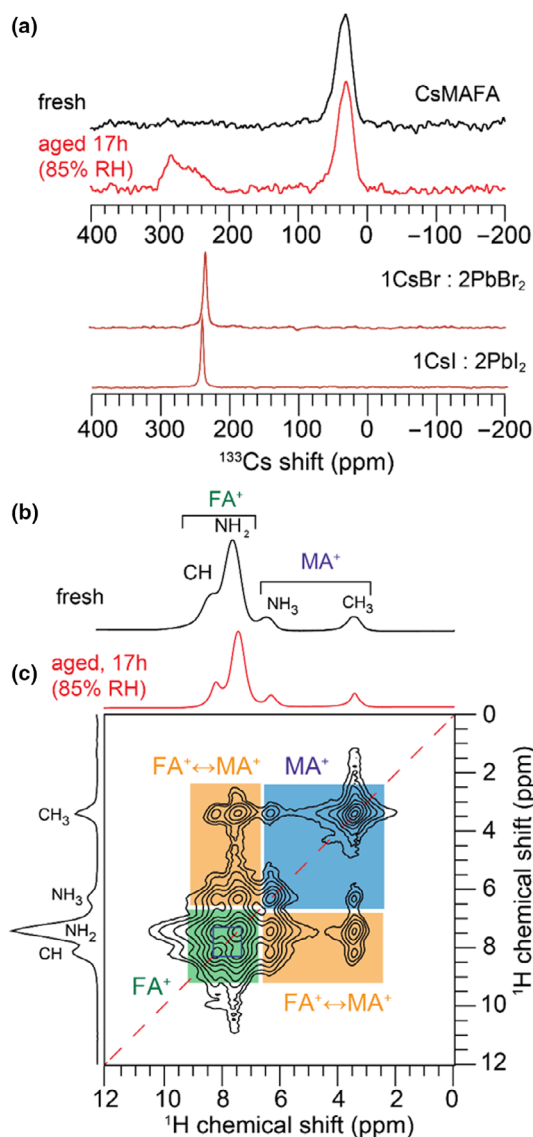 (a)
fresh
CsMAFA
aged 17h
(85% RH)
400 300 200 100 0 −100 −200
1CsBr : 2PbBr₂
1CsI : 2PbI₂
400 300 200 100 0 −100 −200
¹³³Cs shift (ppm)
(b)
FA⁺
NH₂
MA⁺
CH
fresh
NH₃
CH₃
aged, 17h
(85% RH)
(c)
0
FA⁺↔MA⁺
MA⁺
2
CH₃
4
NH₃
6
NH₂
CH
8
FA⁺
FA⁺↔MA⁺
10
12
¹H chemical shift (ppm)
12 10 8 6 4 2 0
¹H chemical shift (ppm)